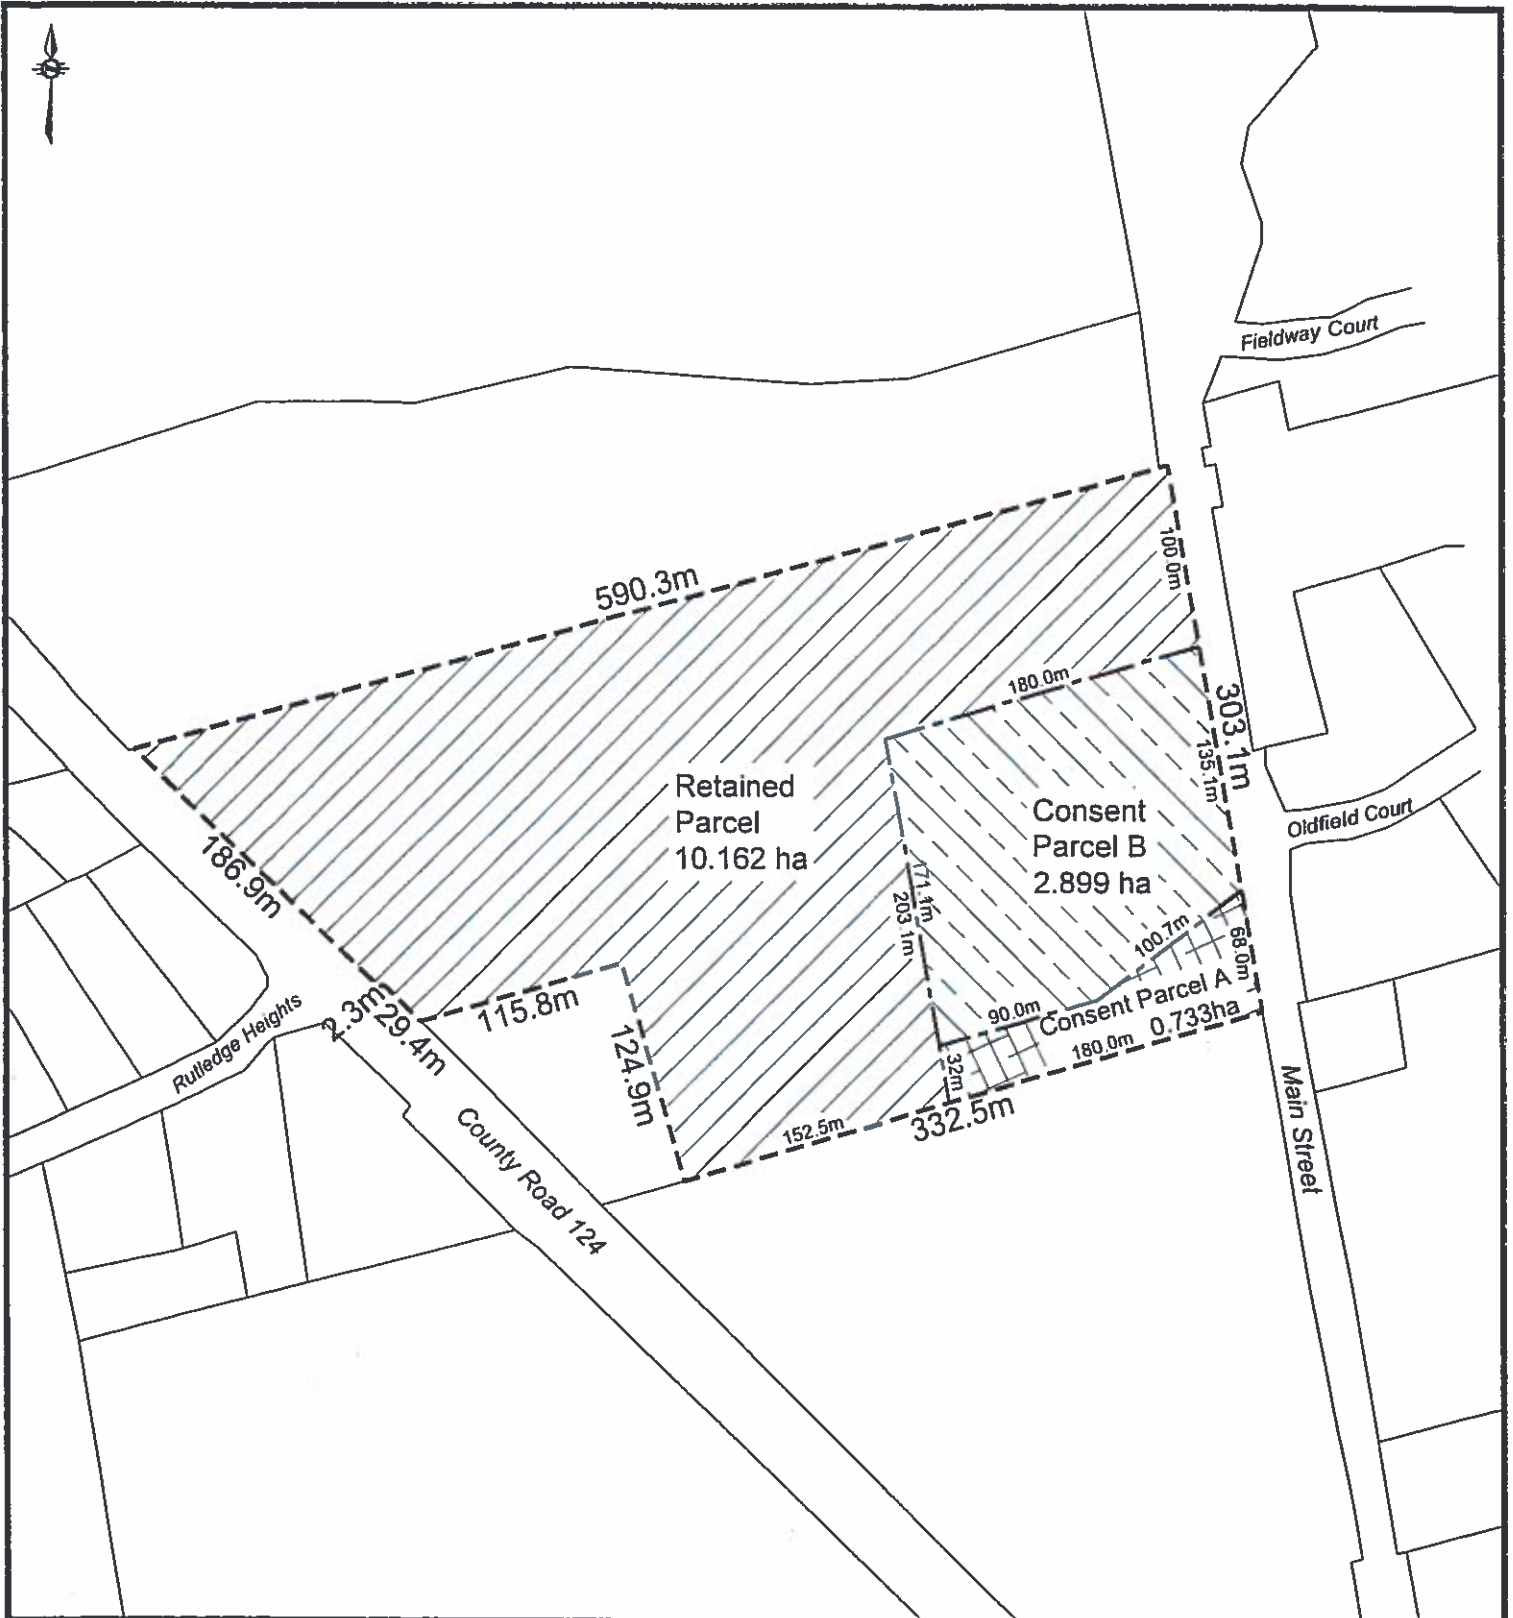 Fieldway Court
590.3m
100.0m
180.0m
303.1m
135.1m
Retained
Parcel
10.162 ha
Consent
Parcel B
2.899 ha
Oldfield Court
186.9m
171.1m
203.1m
100.7m
68.0m
2.3m
29.4m
115.8m
90.0m
Consent Parcel A
0.733ha
180.0m
Rutledge Heights
124.9m
32m
332.5m
152.5m
Main Street
County Road 124